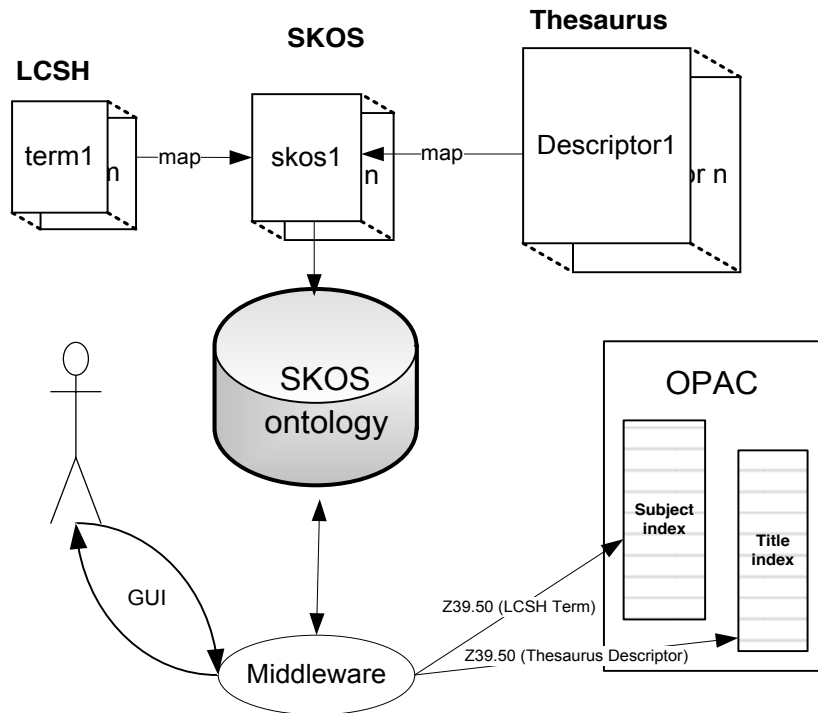 LCSH
SKOS
Thesaurus
term1
m
map
skos1
n
map
Descriptor1
or n
SKOS
ontology
OPAC
Subject
index
Title
index
GUI
Z39.50 (LCSH Term)
Z39.50 (Thesaurus Descriptor)
Middleware